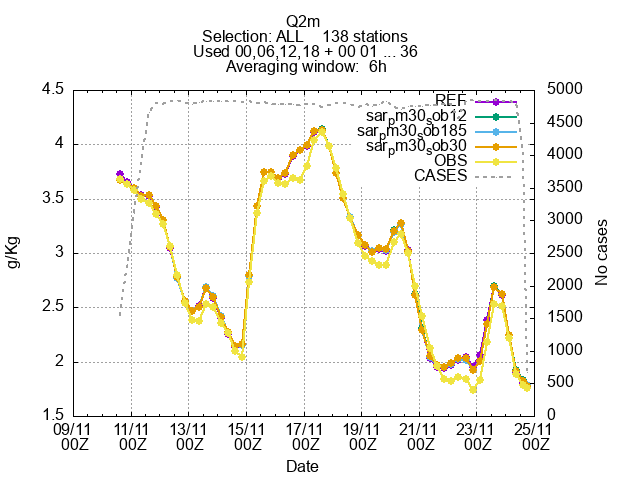 Q2m
Selection: ALL 138 stations
Used 00,06,12,18 + 00 01 ... 36
Averaging window: 6h
4.5
4
3.5
3
2.5
2
1.5
g/Kg
5000
4500
4000
3500
3000
2500
2000
1500
1000
500
0
No cases
REF
sarpm30sob12
sarpm30sob185
sarpm30sob30
OBS
CASES
09/11 11/11 13/11 15/11 17/11 19/11 21/11 23/11 25/11
00Z 00Z 00Z 00Z 00Z 00Z 00Z 00Z 00Z
Date